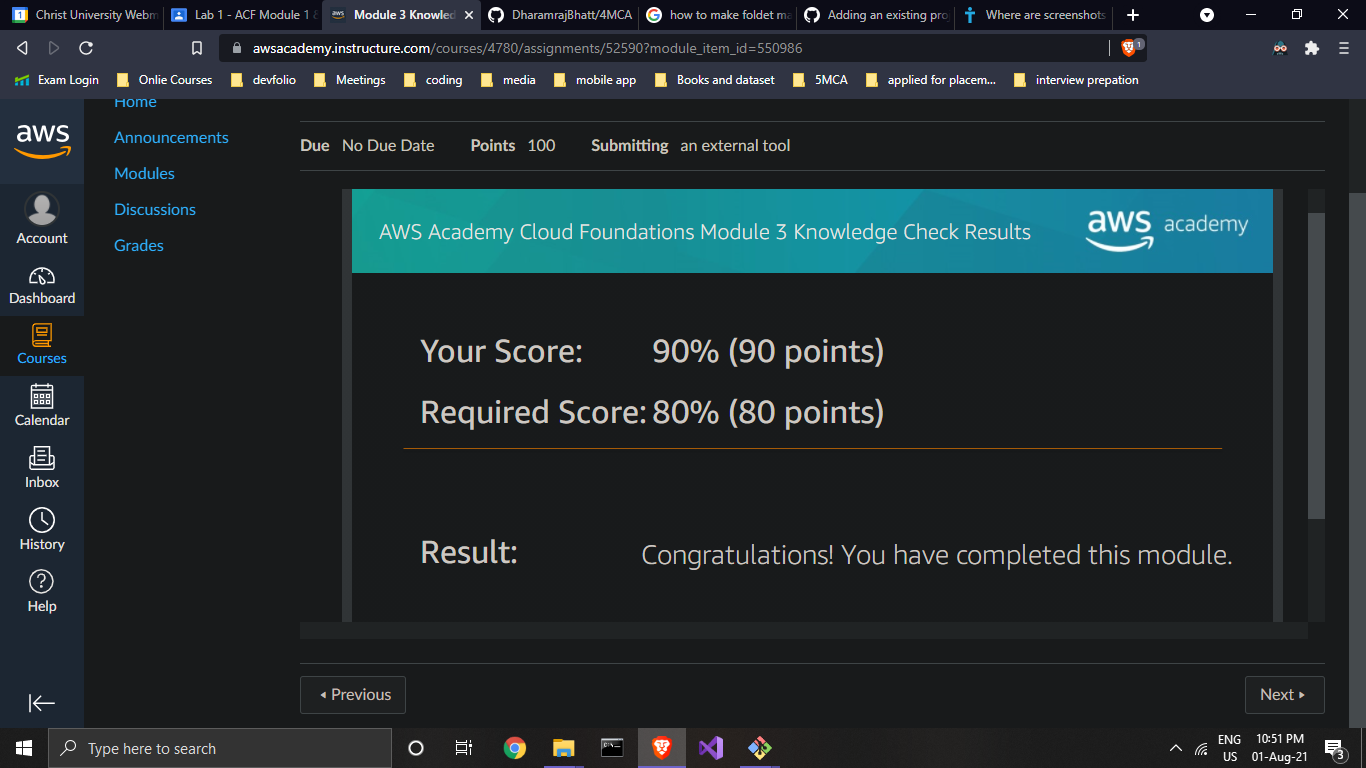 Christ University Webm
Lab 1 - ACF Module 1 &
Module 3 Knowled
DharamrajBhatt/4MCA
how to make foldet ma
Adding an existing pro
Where are screenshots
awsacademy.instructure.com/courses/4780/assignments/52590?module_item_id=550986
1
Exam Login
Onlie Courses
devfolio
Meetings
coding
media
mobile app
Books and dataset
5MCA
applied for placem...
interview prepation
aws
Account
Dashboard
Courses
Calendar
Inbox
History
Help
Home
Announcements
Modules
Discussions
Grades
Due No Due Date Points 100 Submitting an external tool
AWS Academy Cloud Foundations Module 3 Knowledge Check Results
aws academy
Your Score: 90% (90 points)
Required Score: 80% (80 points)
Result: Congratulations! You have completed this module.
Previous
Next
Type here to search
ENG
US
10:51 PM
01-Aug-21
3